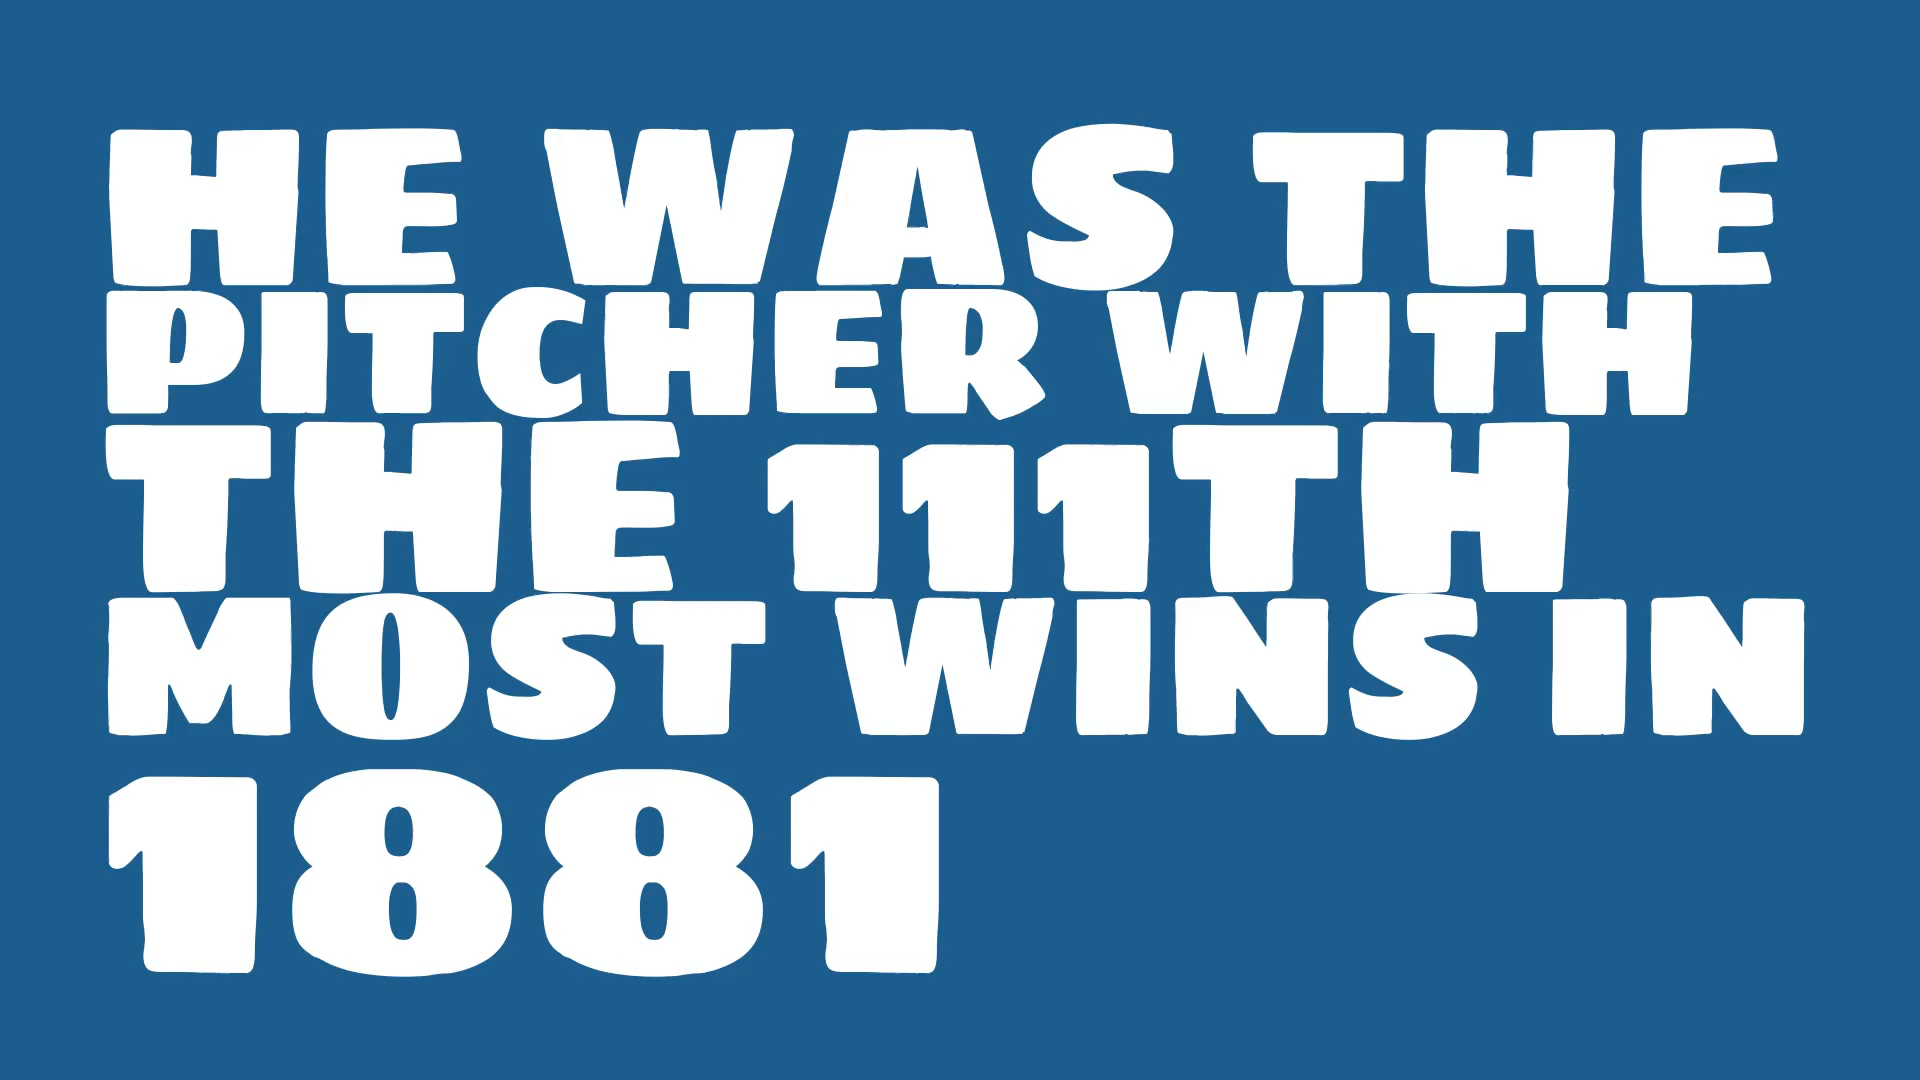 HE WAS THE
PITCHER WITH
THE 111TH
MOST WINS IN
1881